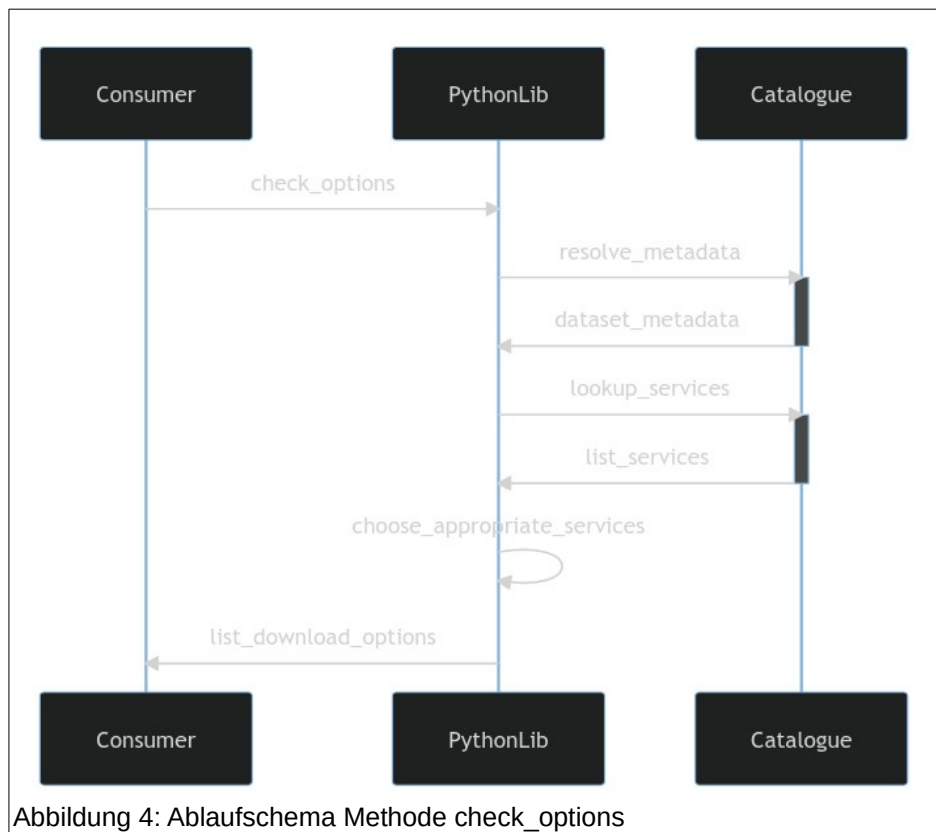 Consumer PythonLib Catalogue
check_options
resolve_metadata
dataset_metadata
lookup_services
list_services
choose_appropriate_services
list_download_options
Consumer PythonLib Catalogue
Abbildung 4: Ablaufschema Methode check_options